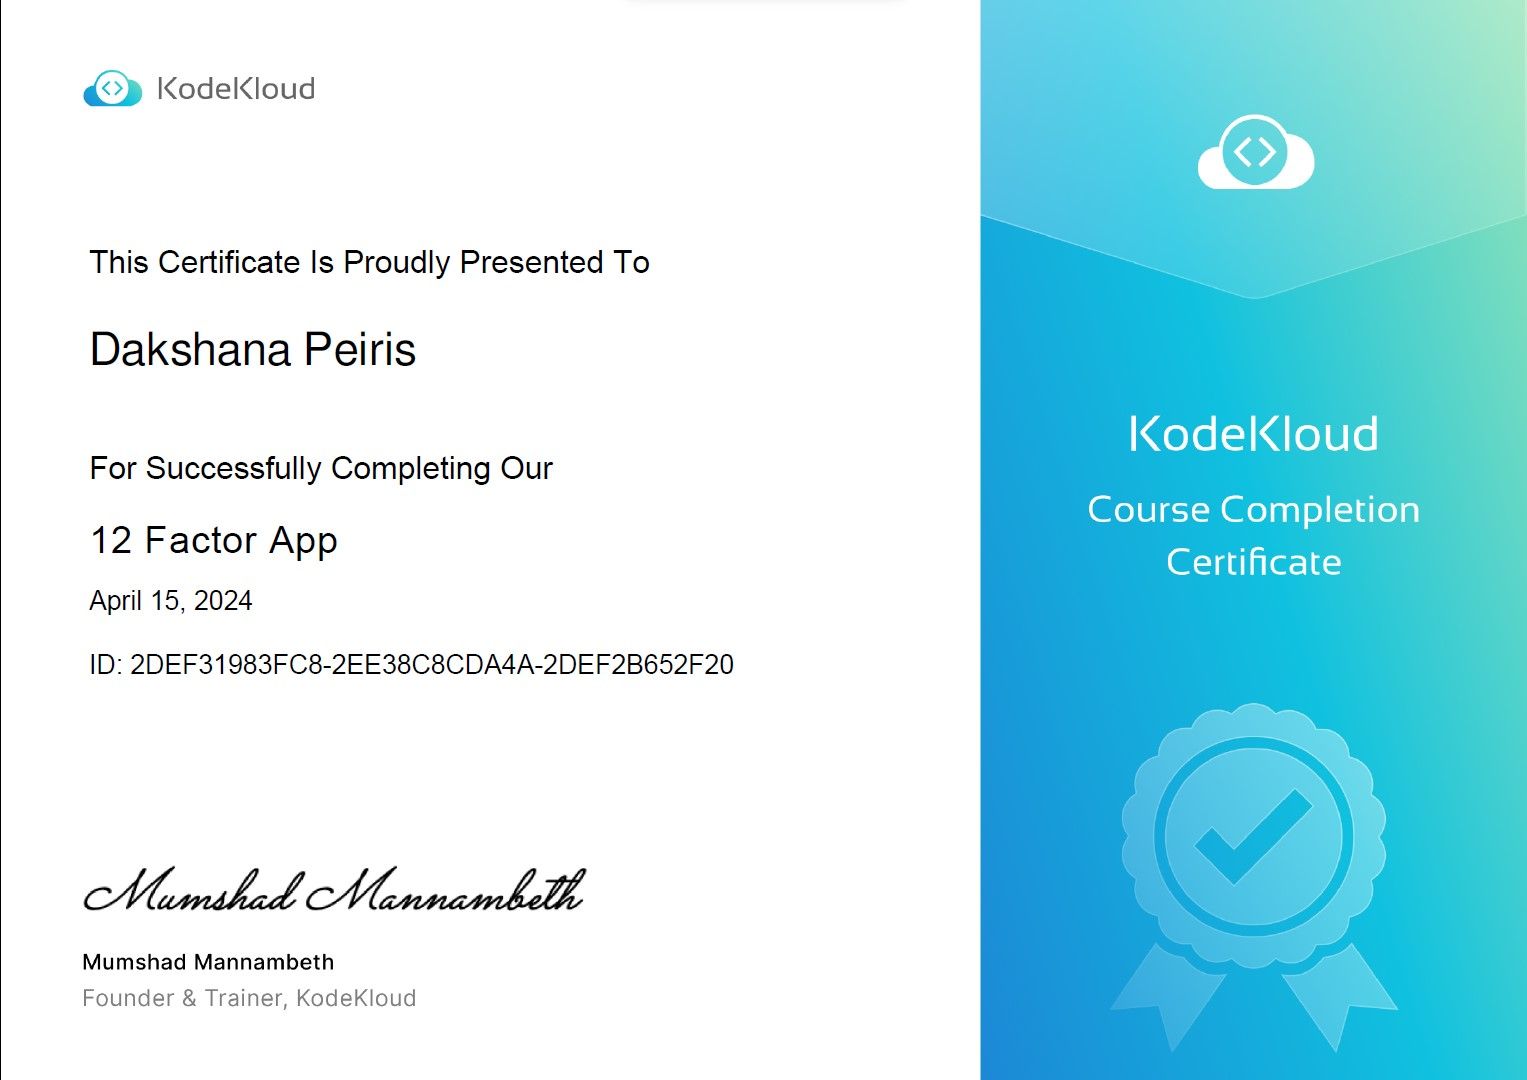 KodeKloud
This Certificate Is Proudly Presented To
Dakshana Peiris
For Successfully Completing Our
12 Factor App
April 15, 2024
ID: 2DEF31983FC8-2EE38C8CDA4A-2DEF2B652F20
Mumshad Mannambeth
Mumshad Mannambeth
Founder & Trainer, KodeKloud
KodeKloud
Course Completion
Certificate